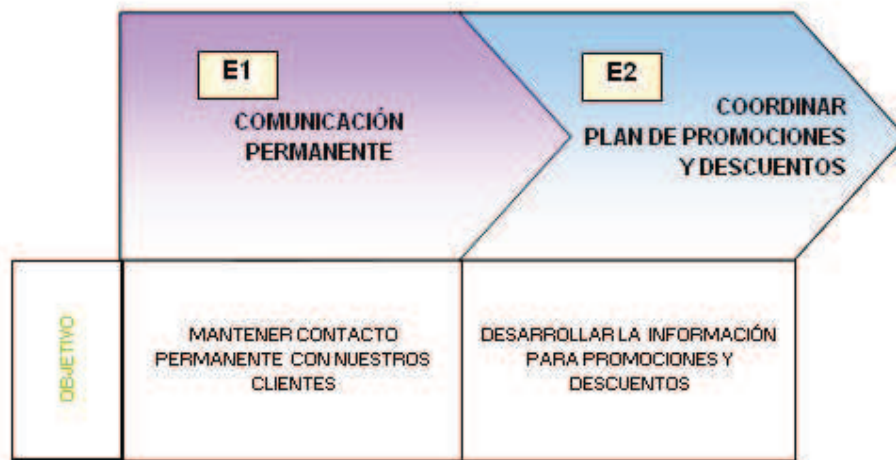 E1
COMUNICACIÓN
PERMANENTE
E2
COORDINAR
PLAN DE PROMOCIONES
Y DESCUENTOS
OBJETIVO
MANTENER CONTACTO
PERMANENTE CON NUESTROS
CLIENTES
DESARROLLAR LA INFORMACIÓN
PARA PROMOCIONES Y
DESCUENTOS